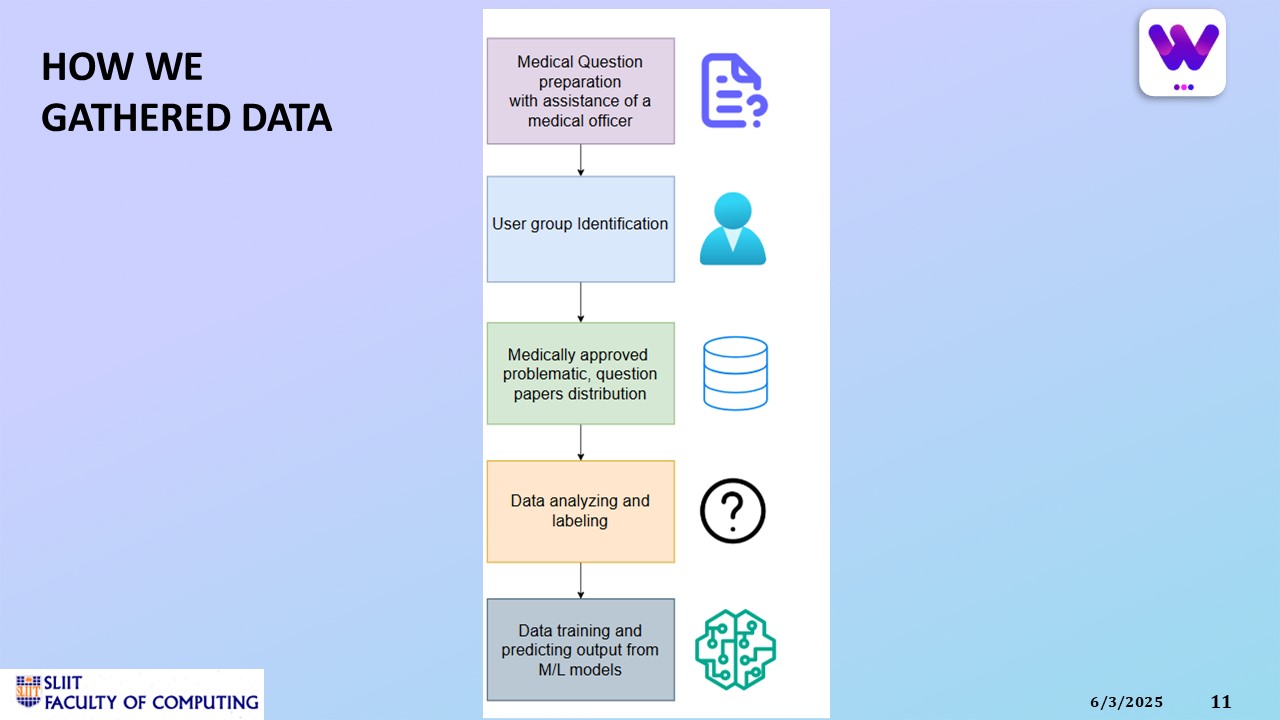 HOW WE
GATHERED DATA
Medical Question
preparation
with assistance of a
medical officer
User group Identification
Medically approved
problematic, question
papers distribution
Data analyzing and
labeling
Data training and
predicting output from
M/L models
SLIIT
FACULTY OF COMPUTING
6/3/2025
11